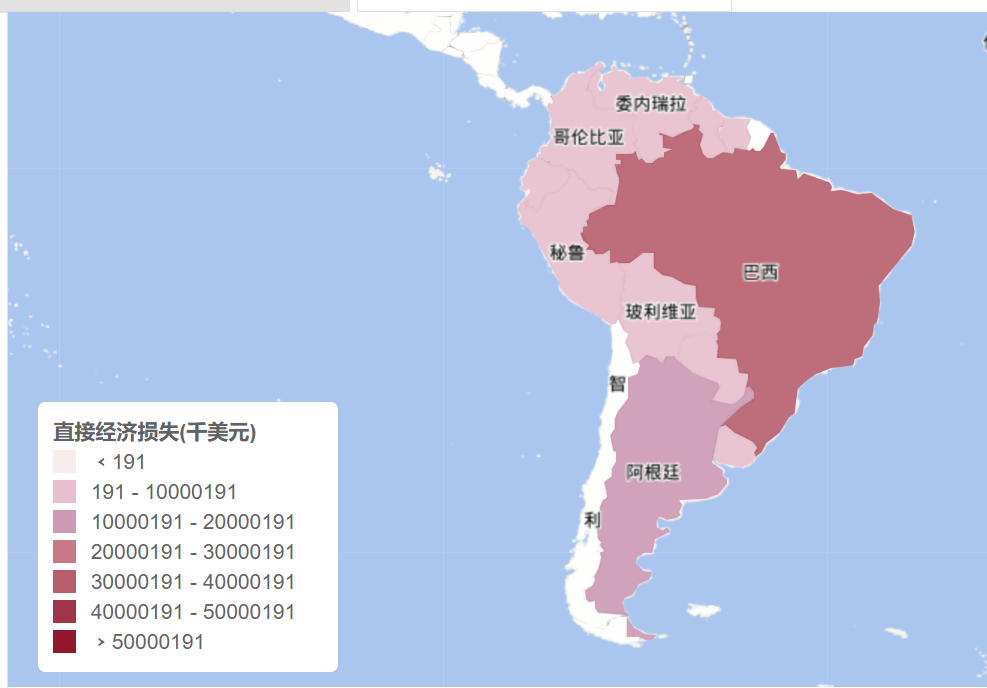 委内瑞拉
哥伦比亚
秘鲁
巴西
玻利维亚
智
阿根廷
利
直接经济损失(千美元)
< 191
191 - 10000191
10000191 - 20000191
20000191 - 30000191
30000191 - 40000191
40000191 - 50000191
> 50000191